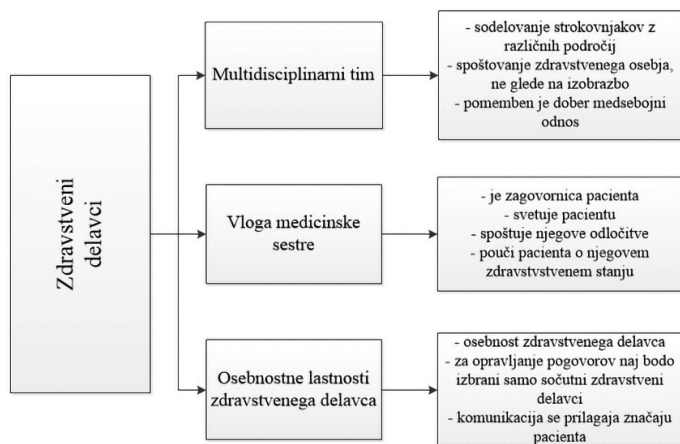 Zdravstveni
delavci
Multidisciplinarni tim
- sodelovanje strokovnjakov z
različnih področij
- spoštovanje zdravstvenega osebja,
ne glede na izobrazbo
- pomemben je dober medsebojni
odnos
Vloga medicinske
sestre
- je zagovornica pacienta
- svetuje pacientu
- spoštuje njegove odločitve
- pouči pacienta o njegovem
zdravstvstvenem stanju
Osebnostne lastnosti
zdravstvenega delavca
- osebnost zdravstvenega delavca
- za opravljanje pogovorov naj bodo
izbrani samo sočutni zdravstveni
delavci
- komunikacija se prilagaja značaju
pacienta